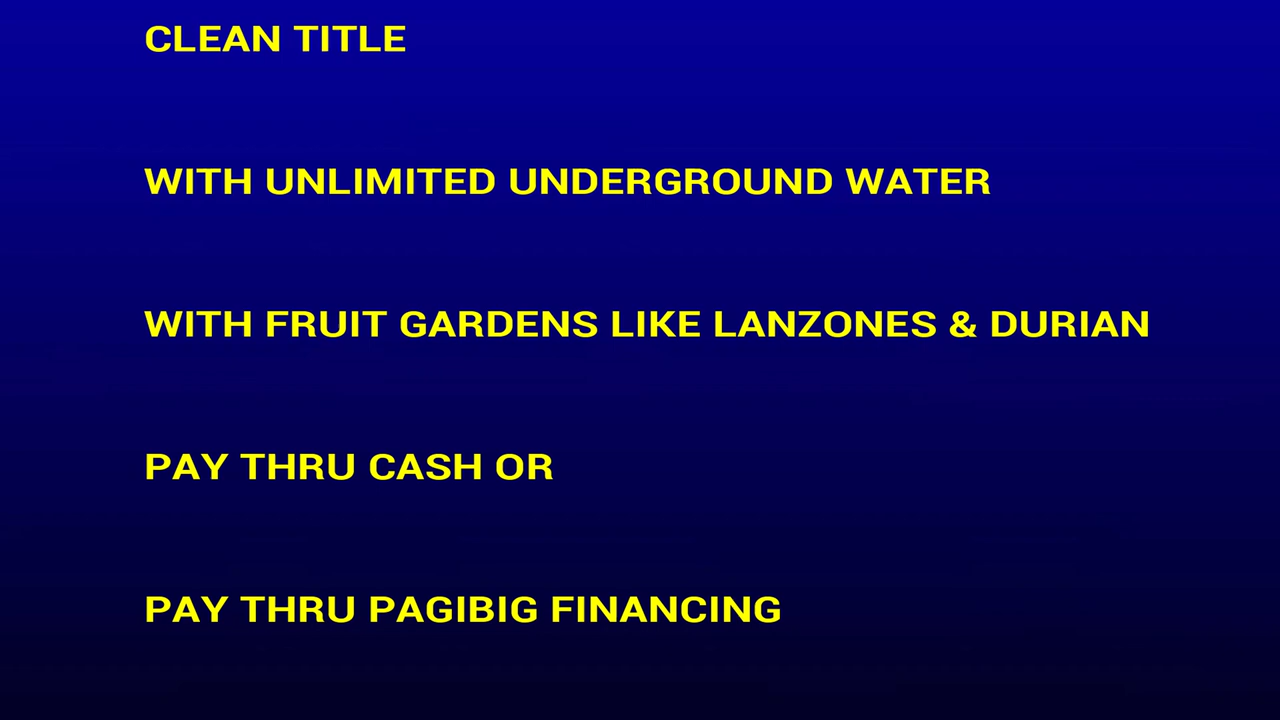 CLEAN TITLE
WITH UNLIMITED UNDERGROUND WATER
WITH FRUIT GARDENS LIKE LANZONES & DURIAN
PAY THRU CASH OR
PAY THRU PAGIBIG FINANCING